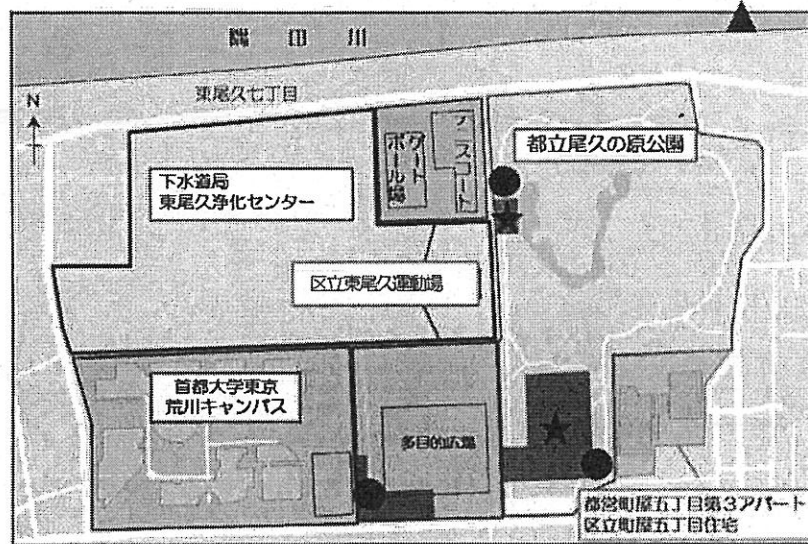 隅田川
東尾久七丁目
N
テニスコート
ゲート
ボール場
都立尾久の原公園
下水道局
東尾久浄化センター
区立東尾久運動場
首都大学東京
荒川キャンパス
多目的広場
都営町屋五丁目第3アパート
区立町屋五丁目住宅